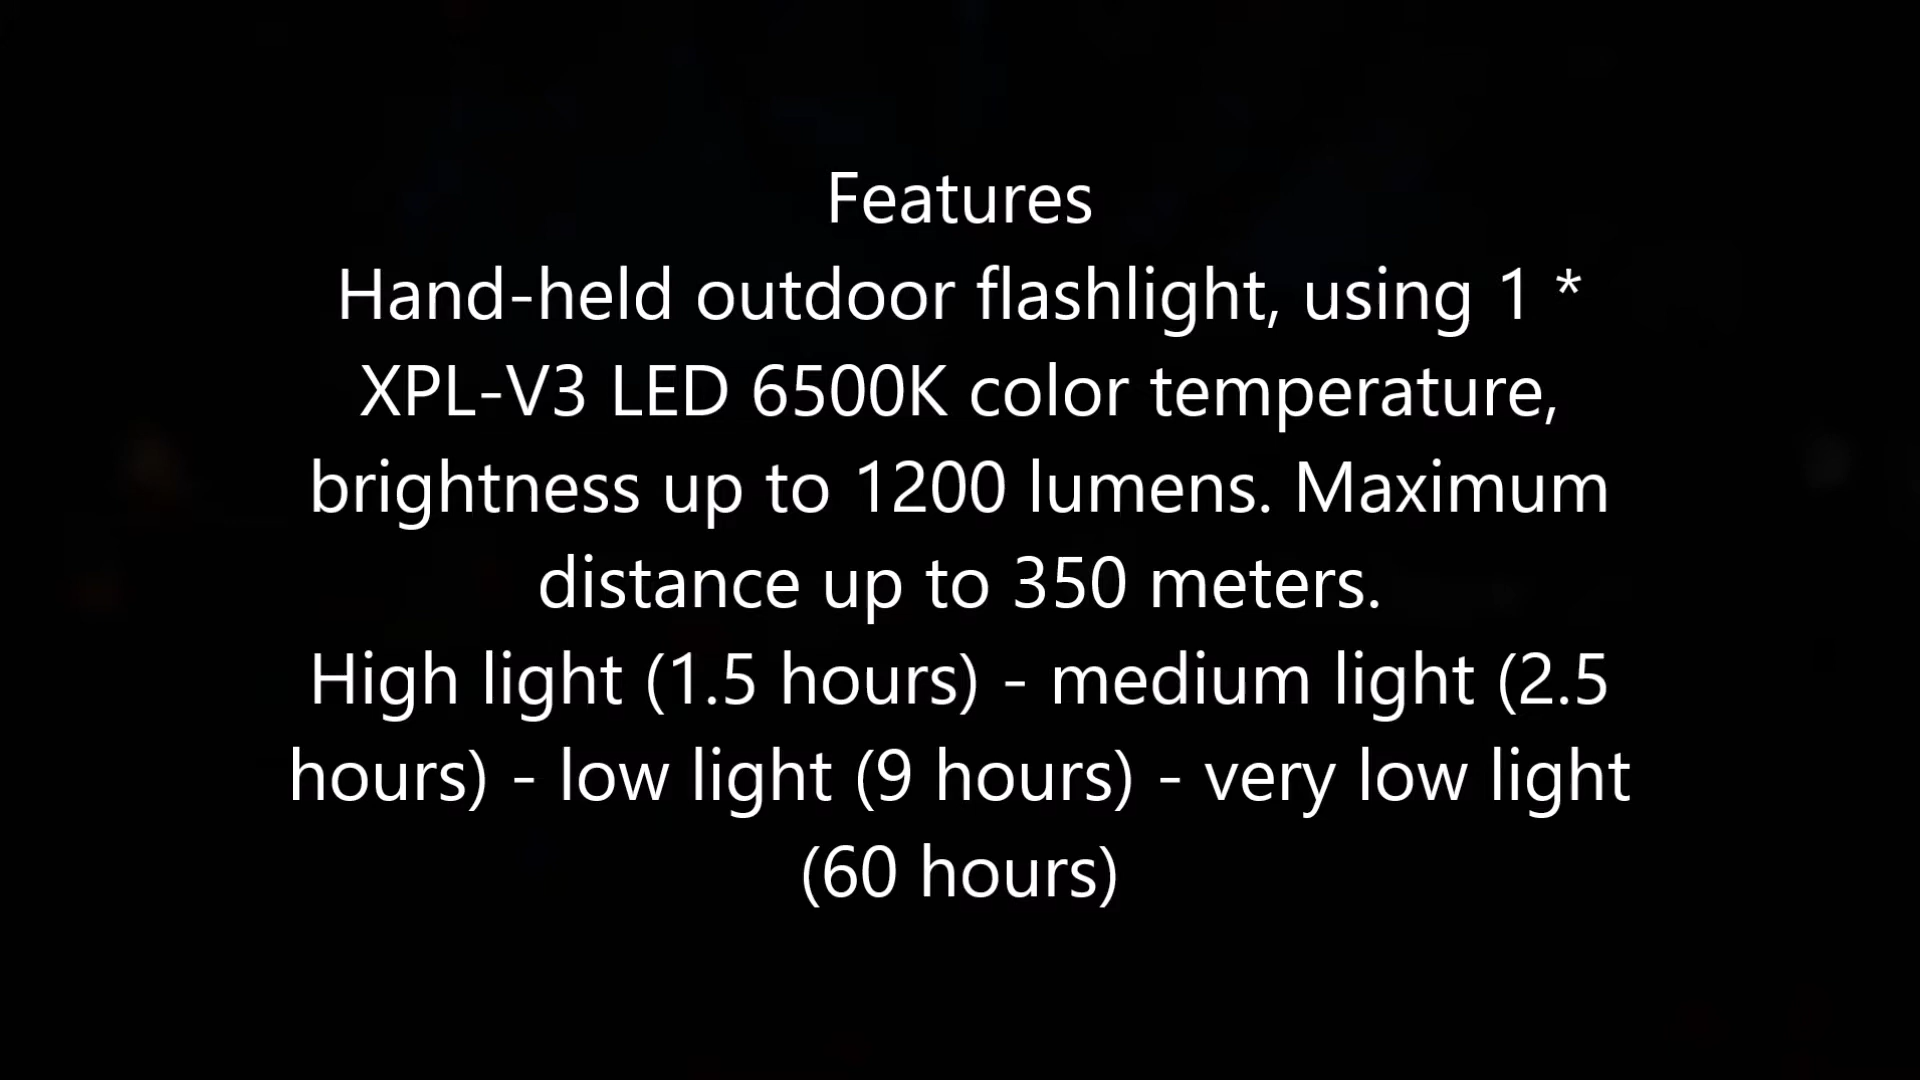 Features
Hand-held outdoor flashlight, using 1 *
XPL-V3 LED 6500K color temperature,
brightness up to 1200 lumens. Maximum
distance up to 350 meters.
High light (1.5 hours) - medium light (2.5
hours) - low light (9 hours) - very low light
(60 hours)